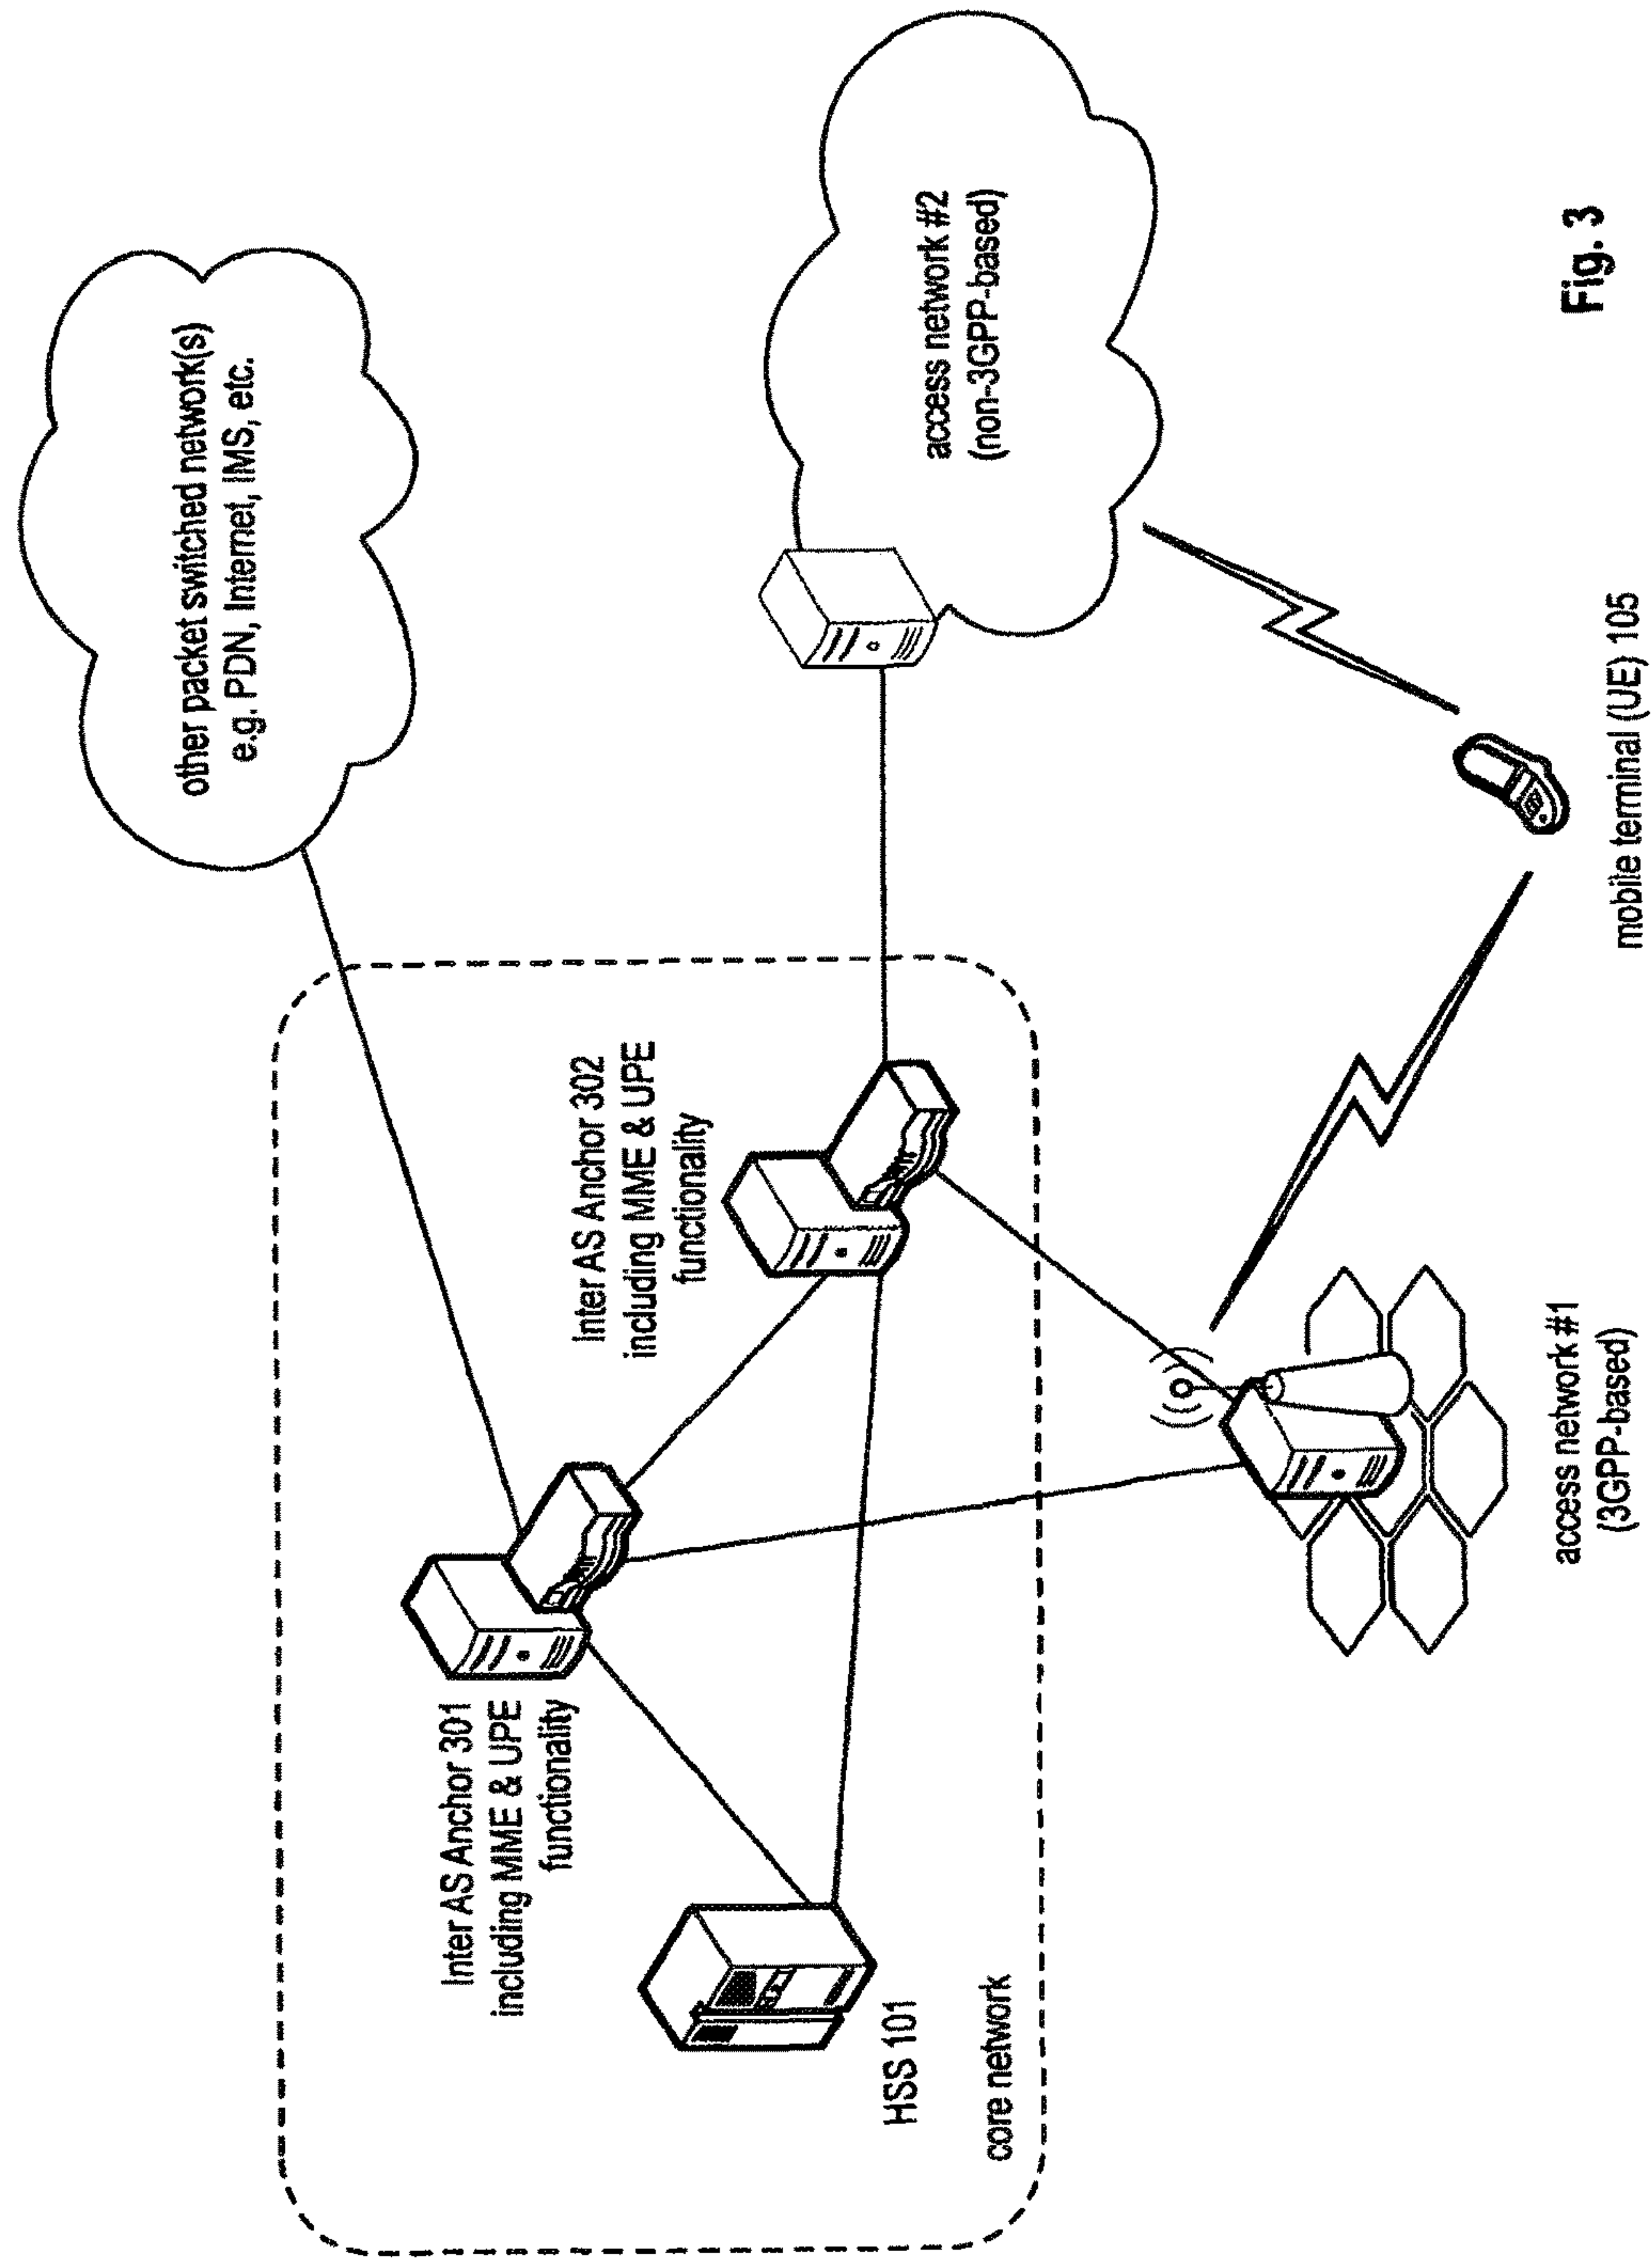 other packet switched network(s)
e.g. PDN, Internet, IMS, etc.
Inter AS Anchor 301
including MME & UPE
functionality
Inter AS Anchor 302
including MME & UPE
functionality
access network #2
(non-3GPP-based)
HSS 101
core network
access network #1
(3GPP-based)
mobile terminal (UE) 105
Fig. 3